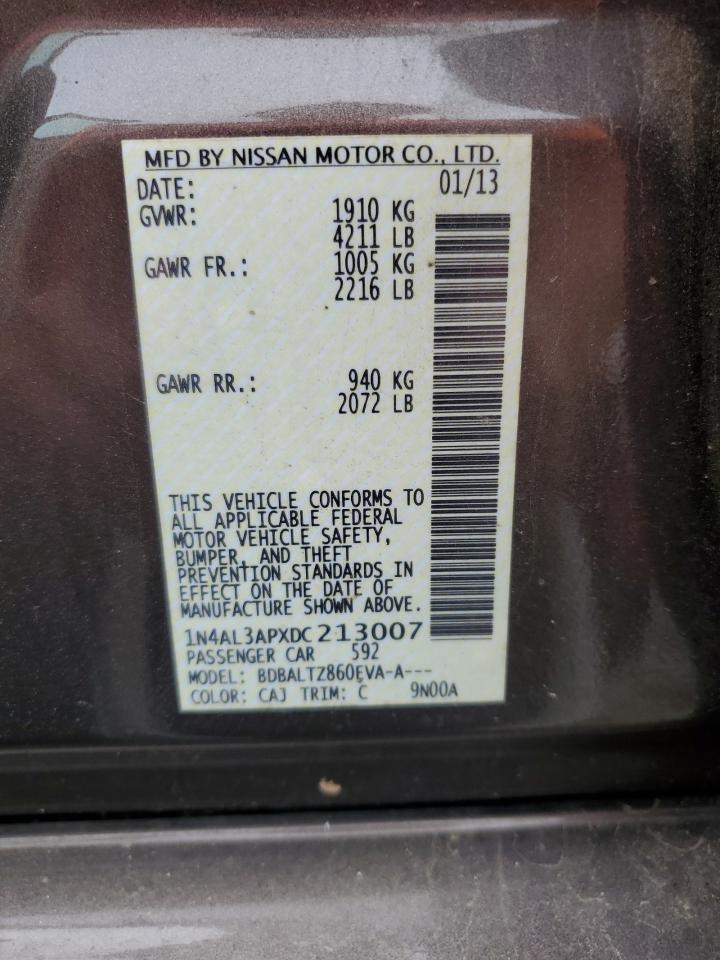 MFD BY NISSAN MOTOR CO., LTD.
DATE: 01/13
GVWR: 1910 KG
4211 LB
GAWR FR.: 1005 KG
2216 LB
GAWR RR.: 940 KG
2072 LB
THIS VEHICLE CONFORMS TO
ALL APPLICABLE FEDERAL
MOTOR VEHICLE SAFETY,
BUMPER, AND THEFT
PREVENTION STANDARDS IN
EFFECT ON THE DATE OF
MANUFACTURE SHOWN ABOVE.
1N4AL3APXDC213007
PASSENGER CAR 592
MODEL: BDBALTZ860EVA-A---
COLOR: CAJ TRIM: C 9N00A